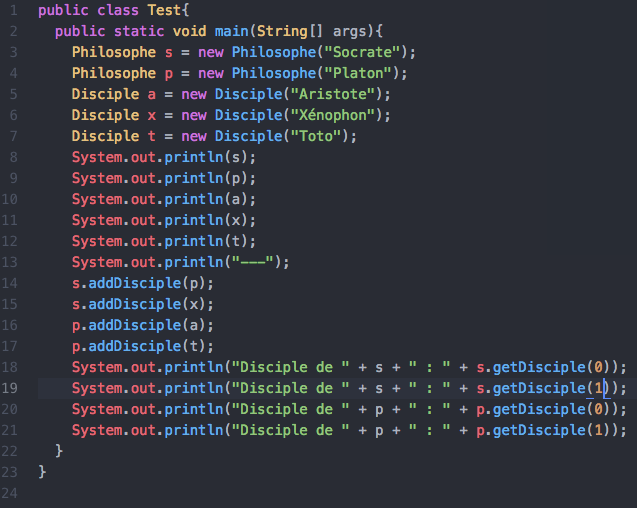 1 public class Test{
2 public static void main(String[] args){
3 Philosophe s = new Philosophe("Socrate");
4 Philosophe p = new Philosophe("Platon");
5 Disciple a = new Disciple("Aristote");
6 Disciple x = new Disciple("Xénophon");
7 Disciple t = new Disciple("Toto");
8 System.out.println(s);
9 System.out.println(p);
10 System.out.println(a);
11 System.out.println(x);
12 System.out.println(t);
13 System.out.println("---");
14 s.addDisciple(p);
15 s.addDisciple(x);
16 p.addDisciple(a);
17 p.addDisciple(t);
18 System.out.println("Disciple de " + s + " : " + s.getDisciple(0));
19 System.out.println("Disciple de " + s + " : " + s.getDisciple(1));
20 System.out.println("Disciple de " + p + " : " + p.getDisciple(0));
21 System.out.println("Disciple de " + p + " : " + p.getDisciple(1));
22 }
23 }
24